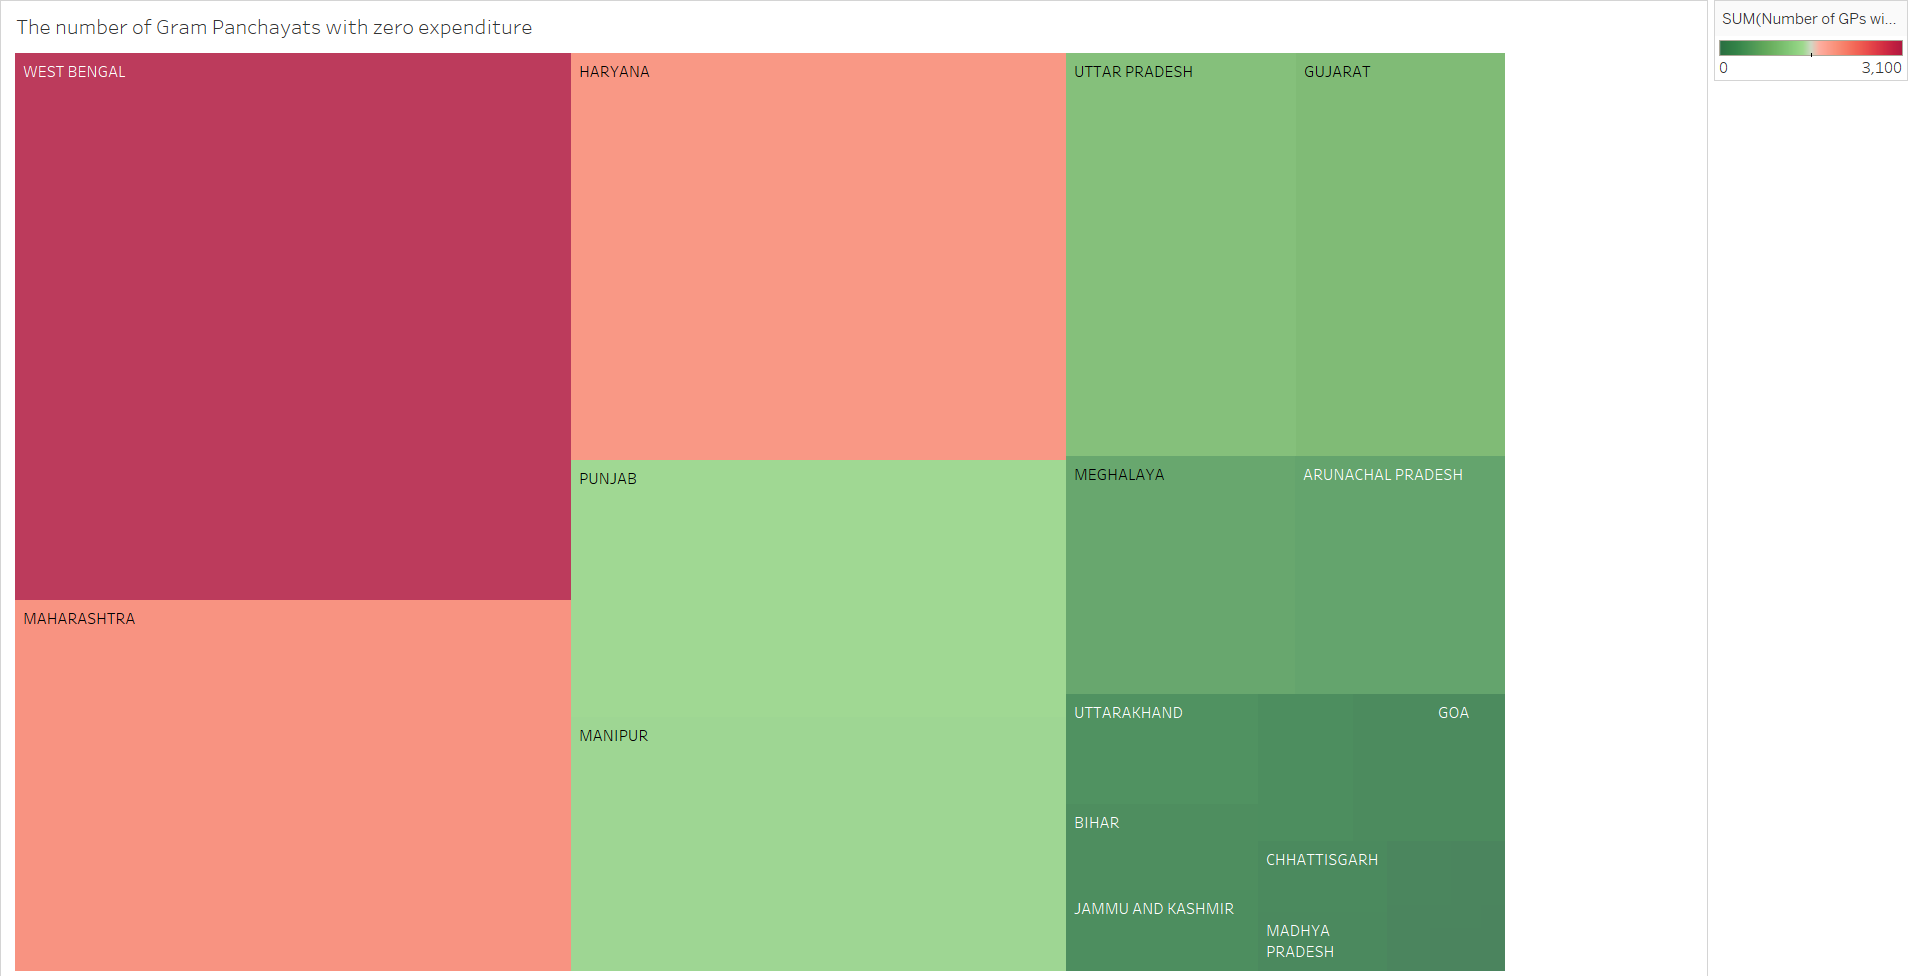 The number of Gram Panchayats with zero expenditure
SUM(Number of GPs wi...
0
3,100
WEST BENGAL
HARYANA
UTTAR PRADESH
GUJARAT
PUNJAB
MEGHALAYA
ARUNACHAL PRADESH
MAHARASHTRA
MANIPUR
UTTARAKHAND
GOA
BIHAR
CHHATTISGARH
JAMMU AND KASHMIR
MADHYA
PRADESH